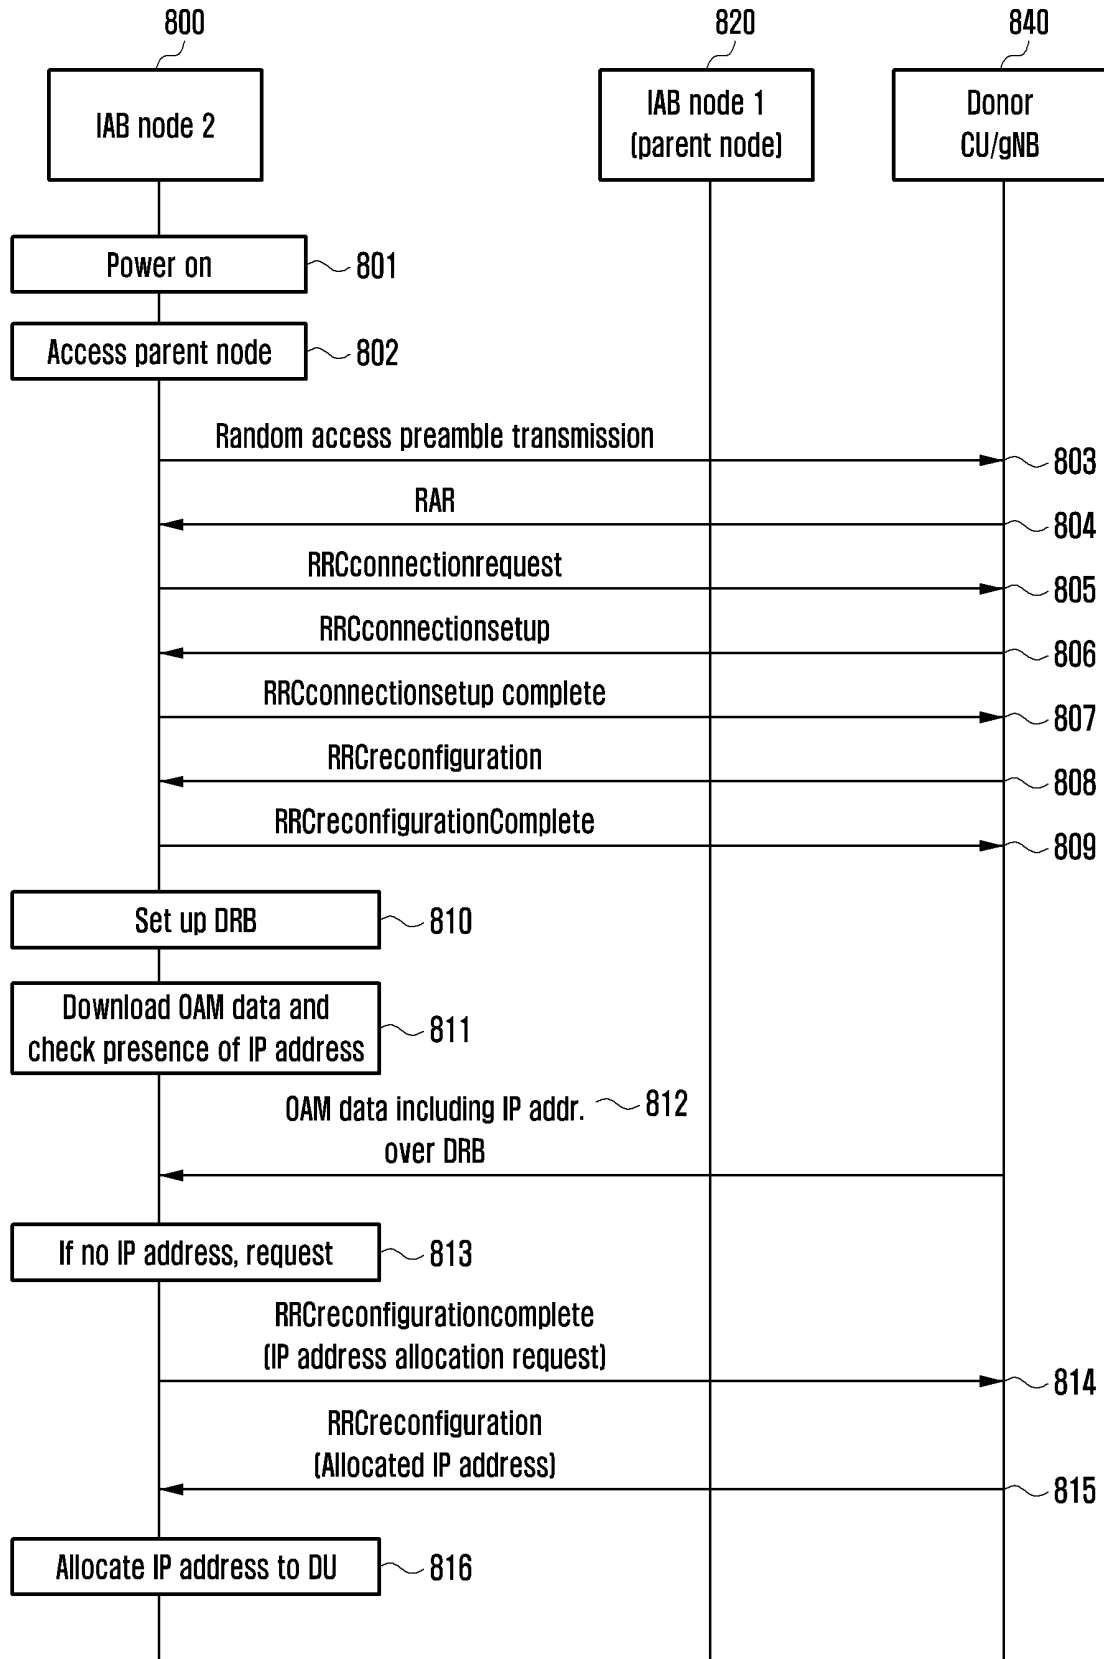 800
820
840
IAB node 2
IAB node 1
(parent node)
Donor
CU/gNB
Power on
801
Access parent node
802
Random access preamble transmission
803
RAR
804
RRCconnectionrequest
805
RRCconnectionsetup
806
RRCconnectionsetup complete
807
RRCreconfiguration
808
RRCreconfigurationComplete
809
Set up DRB
810
Download OAM data and
check presence of IP address
811
OAM data including IP addr.
over DRB
812
If no IP address, request
813
RRCreconfigurationcomplete
(IP address allocation request)
814
RRCreconfiguration
(Allocated IP address)
815
Allocate IP address to DU
816